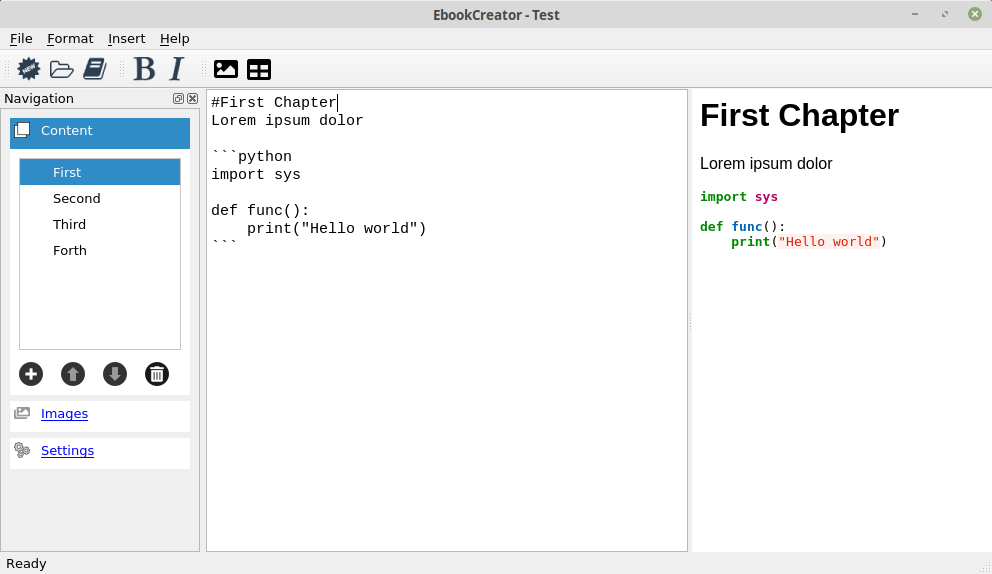 EbookCreator - Test
File Format Insert Help
NEW B I
Navigation
Content
First
Second
Third
Forth
Images
Settings
#First Chapter
Lorem ipsum dolor
```python
import sys
def func():
    print("Hello world")
```
First Chapter
Lorem ipsum dolor
import sys
def func():
    print("Hello world")
Ready